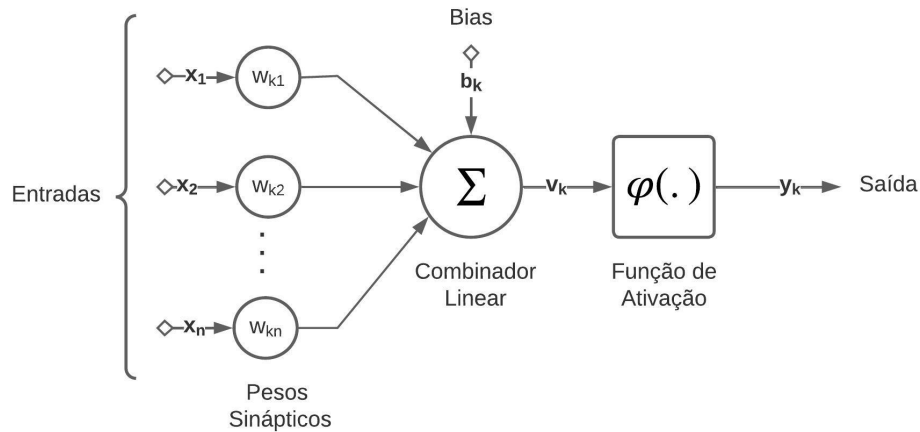 Bias
b_k
Entradas
x_1
w_k1
x_2
w_k2
x_n
w_kn
Pesos
Sinápticos
Σ
Combinador
Linear
v_k
φ(.)
Função de
Ativação
y_k
Saída